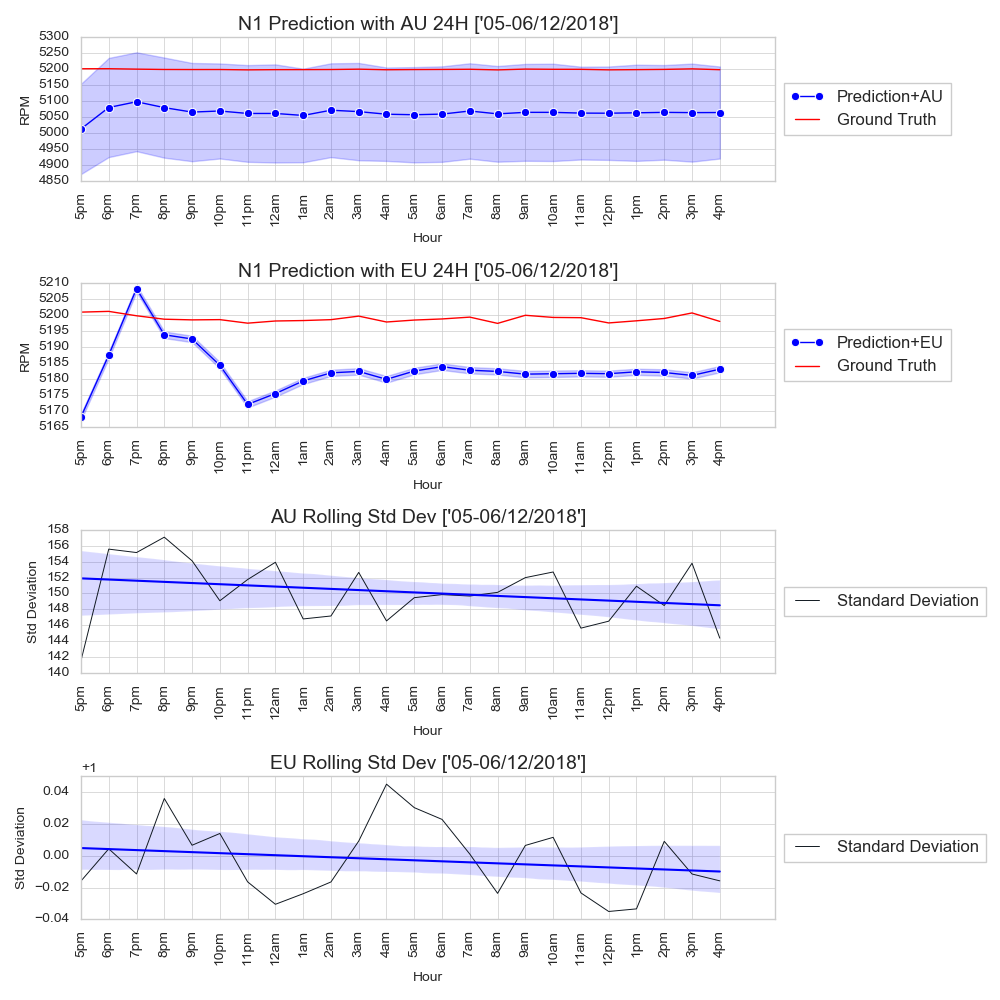 N1 Prediction with AU 24H ['05-06/12/2018']
5300
5250
5200
5150
5100
5050
5000
4950
4900
4850
RPM
5pm 6pm 7pm 8pm 9pm 10pm 11pm 12am 1am 2am 3am 4am 5am 6am 7am 8am 9am 10am 11am 12pm 1pm 2pm 3pm 4pm
Hour
Prediction+AU
Ground Truth
N1 Prediction with EU 24H ['05-06/12/2018']
5210
5205
5200
5195
5190
5185
5180
5175
5170
5165
RPM
5pm 6pm 7pm 8pm 9pm 10pm 11pm 12am 1am 2am 3am 4am 5am 6am 7am 8am 9am 10am 11am 12pm 1pm 2pm 3pm 4pm
Hour
Prediction+EU
Ground Truth
AU Rolling Std Dev ['05-06/12/2018']
158
156
154
152
150
148
146
144
142
140
Std Deviation
5pm 6pm 7pm 8pm 9pm 10pm 11pm 12am 1am 2am 3am 4am 5am 6am 7am 8am 9am 10am 11am 12pm 1pm 2pm 3pm 4pm
Hour
Standard Deviation
EU Rolling Std Dev ['05-06/12/2018']
+1
0.04
0.02
0.00
−0.02
−0.04
Std Deviation
5pm 6pm 7pm 8pm 9pm 10pm 11pm 12am 1am 2am 3am 4am 5am 6am 7am 8am 9am 10am 11am 12pm 1pm 2pm 3pm 4pm
Hour
Standard Deviation